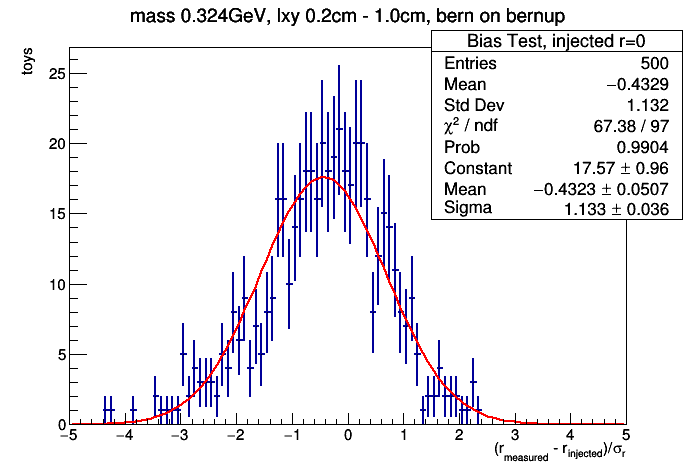 mass 0.324GeV, lxy 0.2cm - 1.0cm, bern on bernup
Bias Test, injected r=0
Entries 500
Mean −0.4329
Std Dev 1.132
χ² / ndf 67.38 / 97
Prob 0.9904
Constant 17.57 ± 0.96
Mean −0.4323 ± 0.0507
Sigma 1.133 ± 0.036
toys
25
20
15
10
5
0
−5 −4 −3 −2 −1 0 1 2 3 4 5
(r_measured - r_injected)/σ_r